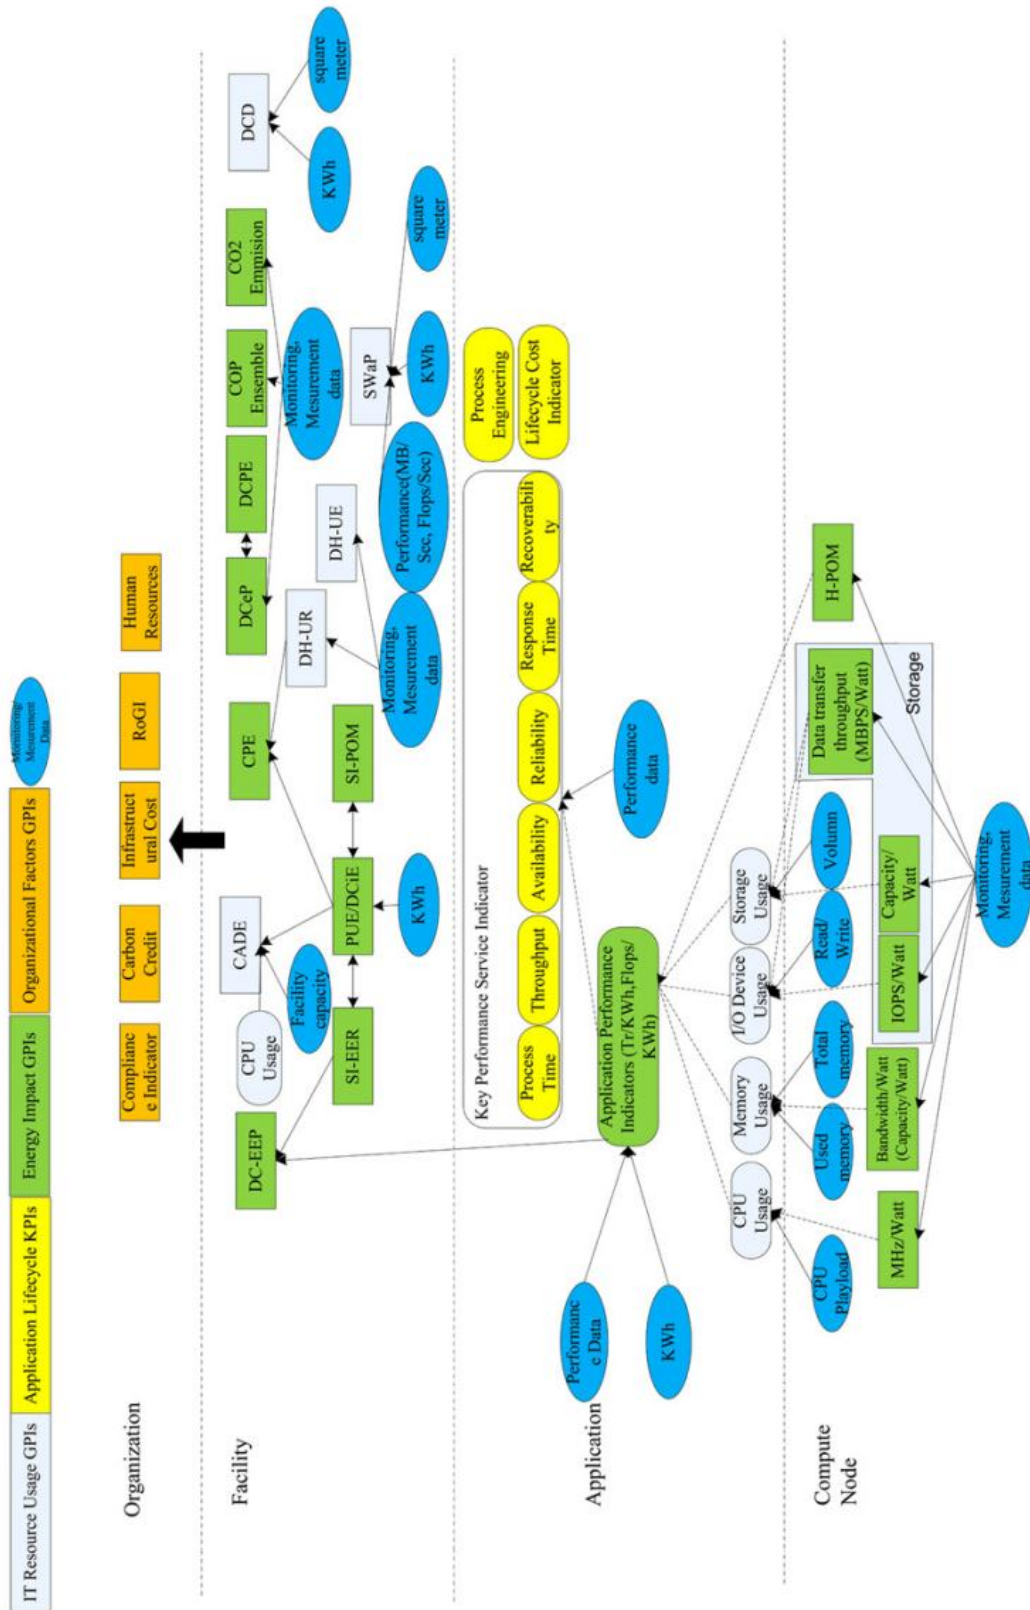 IT Resource Usage GPIs
Application Lifecycle KPIs
Energy Impact GPIs
Organizational Factors GPIs
Monitoring/
Mesurement
Data
Organization
Complianc
e Indicator
Carbon
Credit
Infrastruct
ural Cost
RoGI
Human
Resources
Facility
DC-EEP
CPU
Usage
CADE
Facility
capacity
SI-EER
PUE/DCiE
SI-POM
KWh
CPE
DH-UR
DH-UE
Monitoring,
Mesurement
data
DCeP
DCPE
COP
Ensemble
CO2
Emmision
Monitoring,
Mesurement
data
Performance(MB/
Sec, Flops/Sec)
SWaP
KWh
square
meter
DCD
KWh
square
meter
Application
Key Performance Service Indicator
Process
Time
Throughput
Availability
Reliability
Response
Time
Recoverabili
ty
Process
Engineering
Lifecycle Cost
Indicator
Performanc
e Data
KWh
Application Performance
Indicators (Tr/KWh,Flops/
KWh)
Performance
data
Compute
Node
CPU
Usage
Memory
Usage
I/O Device
Usage
Storage
Usage
CPU
Playload
Used
memory
Total
memory
Read/
Write
Volumn
MHz/Watt
Bandwidth/Watt
(Capacity/Watt)
IOPS/Watt
Capacity/
Watt
Data transfer
throughput
(MBPS/Watt)
Storage
H-POM
Monitoring,
Mesurement
data